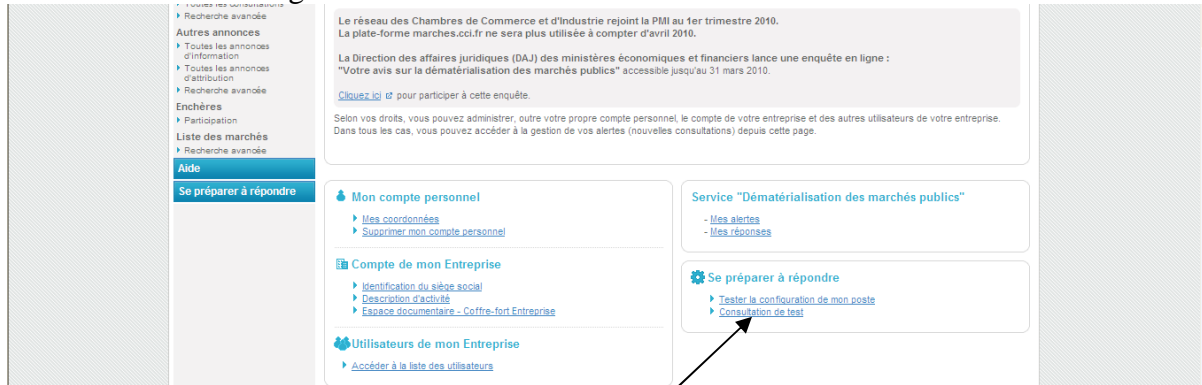 Toutes les consultations
Recherche avancée
Autres annonces
Toutes les annonces
d'information
Toutes les annonces
d'attribution
Recherche avancée
Enchères
Participation
Liste des marchés
Recherche avancée
Aide
Se préparer à répondre
Le réseau des Chambres de Commerce et d'Industrie rejoint la PMI au 1er trimestre 2010.
La plate-forme marches.cci.fr ne sera plus utilisée à compter d'avril 2010.
La Direction des affaires juridiques (DAJ) des ministères économiques et financiers lance une enquête en ligne :
"Votre avis sur la dématérialisation des marchés publics" accessible jusqu'au 31 mars 2010.
Cliquez ici pour participer à cette enquête.
Selon vos droits, vous pouvez administrer, outre votre propre compte personnel, le compte de votre entreprise et des autres utilisateurs de votre entreprise.
Dans tous les cas, vous pouvez accéder à la gestion de vos alertes (nouvelles consultations) depuis cette page.
Mon compte personnel
Mes coordonnées
Supprimer mon compte personnel
Compte de mon Entreprise
Identification du siège social
Description d'activité
Espace documentaire - Coffre-fort Entreprise
Utilisateurs de mon Entreprise
Accéder à la liste des utilisateurs
Service "Dématérialisation des marchés publics"
- Mes alertes
- Mes réponses
Se préparer à répondre
Tester la configuration de mon poste
Consultation de test